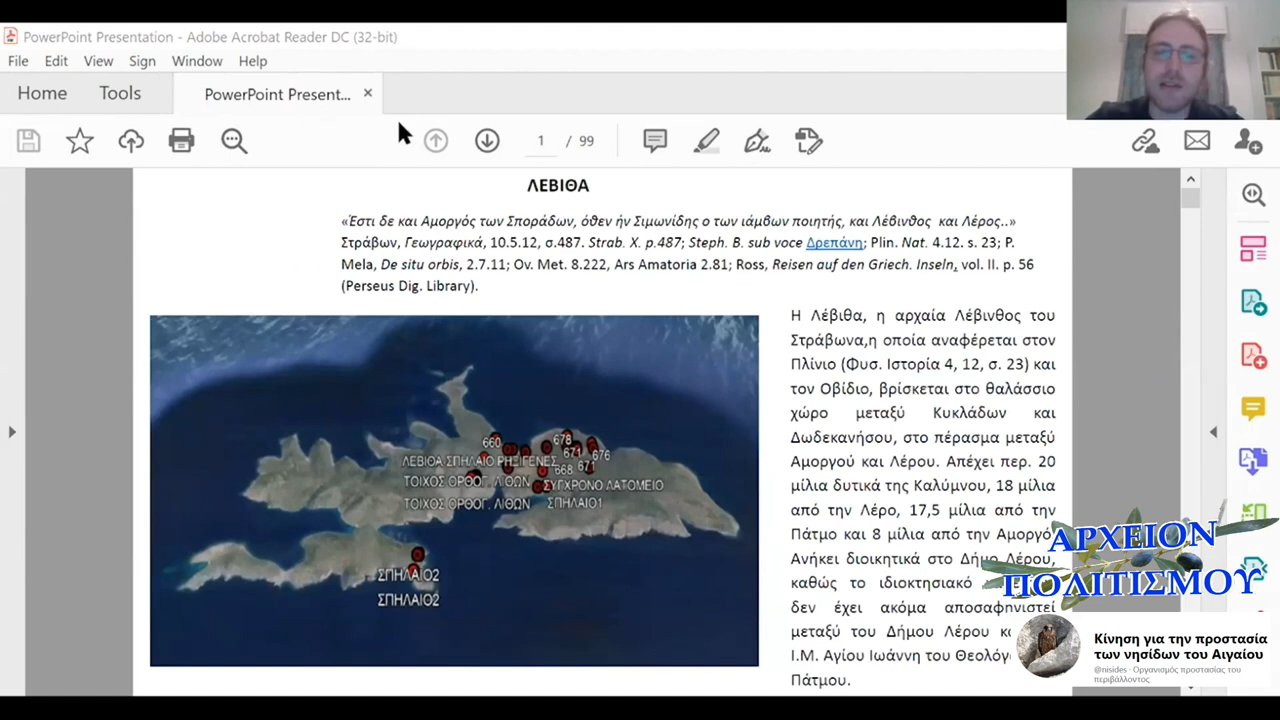 PowerPoint Presentation - Adobe Acrobat Reader DC (32-bit)
File Edit View Sign Window Help
Home Tools PowerPoint Present... ×
1 / 99
ΛΕΒΙΘΑ
«Έστι δε και Αμοργός των Σποράδων, όθεν ήν Σιμωνίδης ο των ιάμβων ποιητής, και Λέβινθος και Λέρος..»
Στράβων, Γεωγραφικά, 10.5.12, σ.487. Strab. X. p.487; Steph. B. sub voce Δρεπάνη; Plin. Nat. 4.12. s. 23; P.
Mela, De situ orbis, 2.7.11; Ov. Met. 8.222, Ars Amatoria 2.81; Ross, Reisen auf den Griech. Inseln, vol. II. p. 56
(Perseus Dig. Library).
660
678
671
676
ΛΕΒΙΘΑ ΣΠΗΛΑΙΟ ΡΗΞΙΓΕΝΕΣ
668
671
ΤΟΙΧΟΣ ΟΡΘΟΓ. ΛΙΘΩΝ
ΣΥΓΧΡΟΝΟ ΛΑΤΟΜΕΙΟ
ΤΟΙΧΟΣ ΟΡΘΟΓ. ΛΙΘΩΝ
ΣΠΗΛΑΙΟ1
ΣΠΗΛΑΙΟ2
ΣΠΗΛΑΙΟ2
Η Λέβιθα, η αρχαία Λέβινθος του
Στράβωνα,η οποία αναφέρεται στον
Πλίνιο (Φυσ. Ιστορία 4, 12, σ. 23) και
τον Οβίδιο, βρίσκεται στο θαλάσσιο
χώρο μεταξύ Κυκλάδων και
Δωδεκανήσου, στο πέρασμα μεταξύ
Αμοργού και Λέρου. Απέχει περ. 20
μίλια δυτικά της Καλύμνου, 18 μίλια
από την Λέρο, 17,5 μίλια από την
Πάτμο και 8 μίλια από την Αμοργό.
Ανήκει διοικητικά στο Δήμο Λέρου,
καθώς το ιδιοκτησιακό
δεν έχει ακόμα αποσαφηνιστεί
μεταξύ του Δήμου Λέρου
Ι.Μ. Αγίου Ιωάννη του
Πάτμου.
ΑΡΧΕΙΟΝ
ΠΟΛΙΤΙΣΜΟΥ
Κίνηση για την προστασία
των νησίδων του Αιγαίου
@nisides · Οργανισμός προστασίας του
περιβάλλοντος